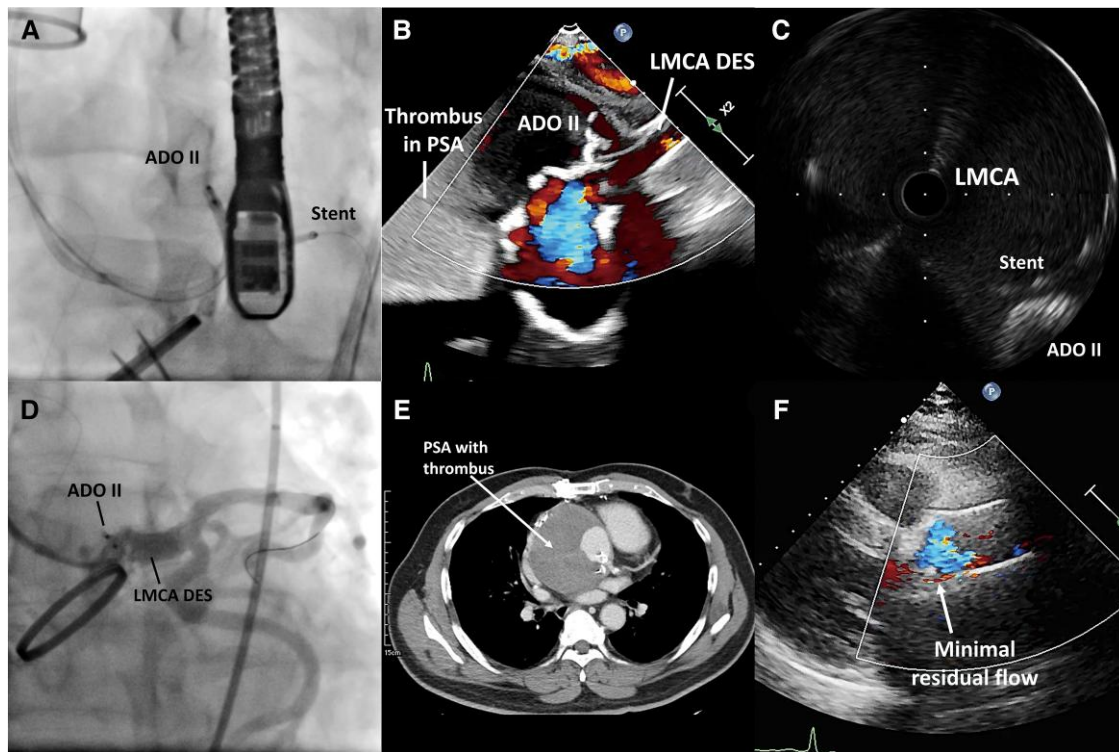 A
ADO II
Stent
B
P
LMCA DES
X2
ADO II
Thrombus
in PSA
C
LMCA
Stent
ADO II
D
ADO II
LMCA DES
E
PSA with
thrombus
15cm
F
P
Minimal
residual flow